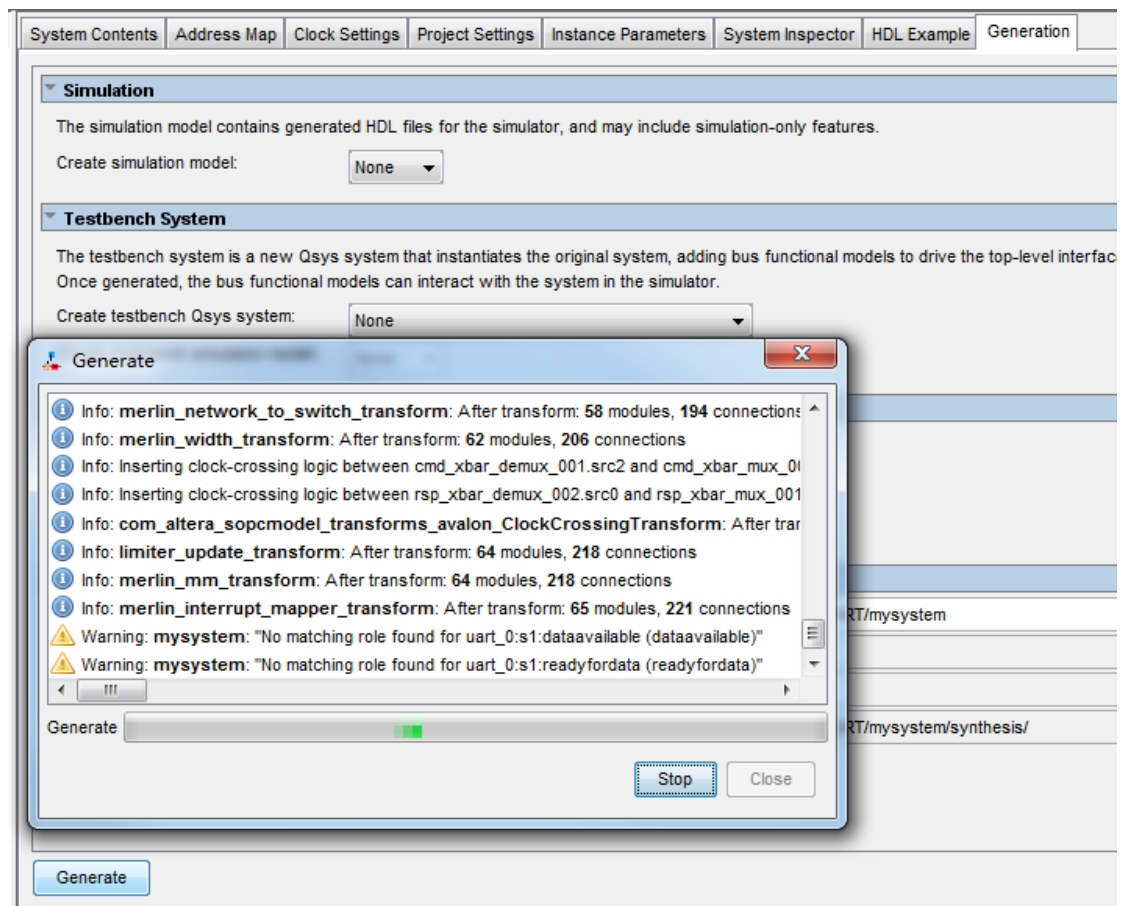 System Contents Address Map Clock Settings Project Settings Instance Parameters System Inspector HDL Example Generation
Simulation
The simulation model contains generated HDL files for the simulator, and may include simulation-only features.
Create simulation model: None
Testbench System
The testbench system is a new Qsys system that instantiates the original system, adding bus functional models to drive the top-level interfac
Once generated, the bus functional models can interact with the system in the simulator.
Create testbench Qsys system: None
Generate
Info: merlin_network_to_switch_transform: After transform: 58 modules, 194 connections
Info: merlin_width_transform: After transform: 62 modules, 206 connections
Info: Inserting clock-crossing logic between cmd_xbar_demux_001.src2 and cmd_xbar_mux_00
Info: Inserting clock-crossing logic between rsp_xbar_demux_002.src0 and rsp_xbar_mux_001
Info: com_altera_sopcmodel_transforms_avalon_ClockCrossingTransform: After tran
Info: limiter_update_transform: After transform: 64 modules, 218 connections
Info: merlin_mm_transform: After transform: 64 modules, 218 connections
Info: merlin_interrupt_mapper_transform: After transform: 65 modules, 221 connections
Warning: mysystem: "No matching role found for uart_0:s1:dataavailable (dataavailable)"
Warning: mysystem: "No matching role found for uart_0:s1:readyfordata (readyfordata)"
RT/mysystem
Generate
RT/mysystem/synthesis/
Stop Close
Generate